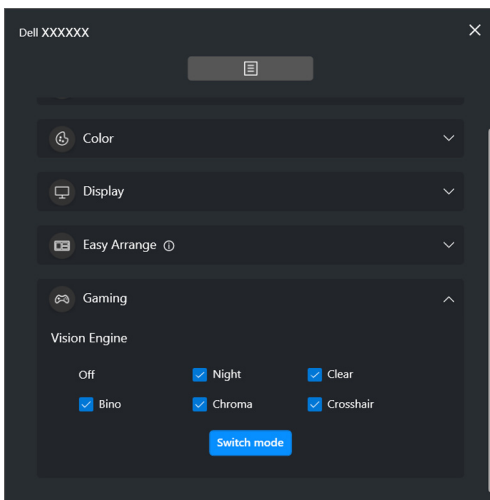 Dell XXXXXX
Color
Display
Easy Arrange
Gaming
Vision Engine
Off Night Clear
Bino Chroma Crosshair
Switch mode